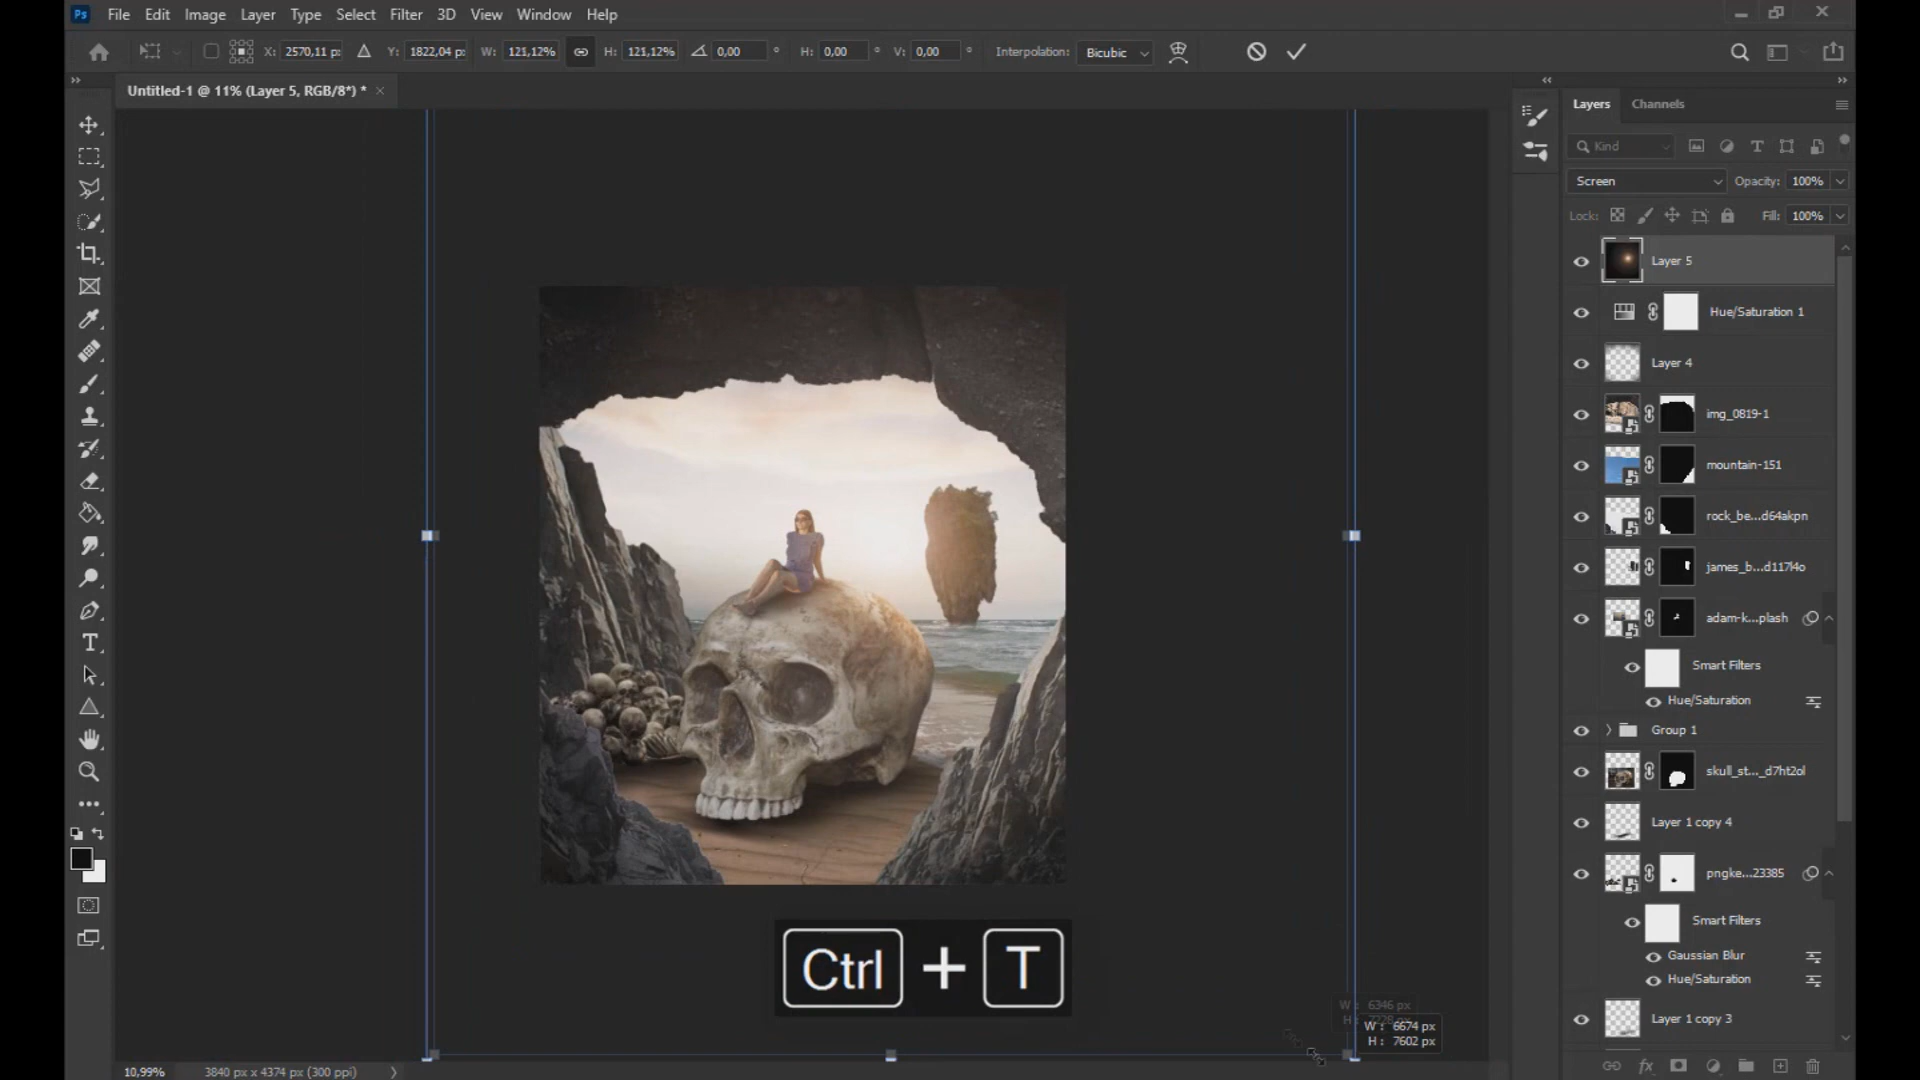 Ps File Edit Image Layer Type Select Filter 3D View Window Help
X: 2570,11 p: Y: 1822,04 p: W: 121,12% H: 121,12% 0,00 ° H: 0,00 ° V: 0,00 ° Interpolation: Bicubic
Untitled-1 @ 11% (Layer 5, RGB/8*) * ×
Layers Channels
Kind
Screen Opacity: 100%
Lock: Fill: 100%
Layer 5
Hue/Saturation 1
Layer 4
img_0819-1
mountain-151
rock_be...d64akpn
james_b...d117l4o
adam-k...plash
Smart Filters
Hue/Saturation
Group 1
skull_st..._d7ht2ol
Layer 1 copy 4
pngke...23385
Smart Filters
Gaussian Blur
Hue/Saturation
Layer 1 copy 3
Ctrl + T
W: 6346 px
H: 7228 px
W: 6674 px
H: 7602 px
10,99% 3840 px x 4374 px (300 ppi)